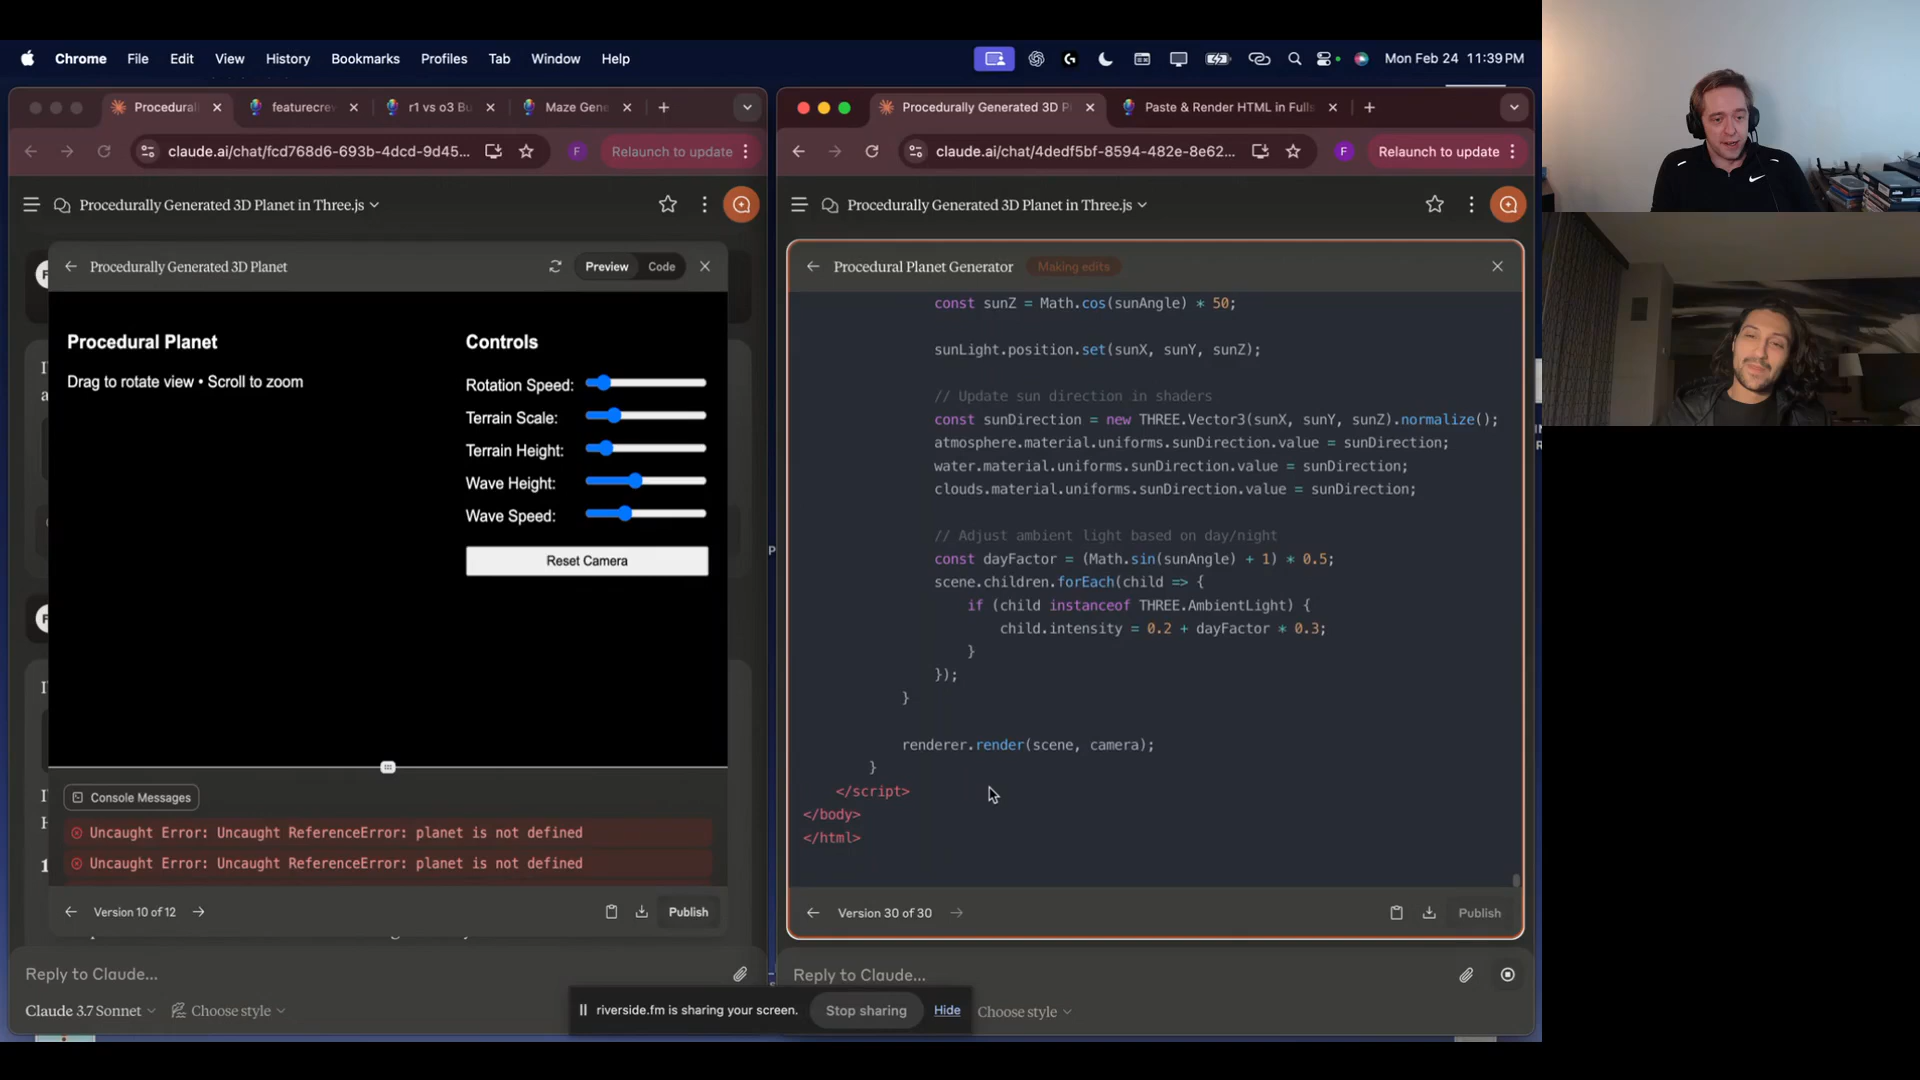 Chrome File Edit View History Bookmarks Profiles Tab Window Help
Mon Feb 24 11:39 PM
Procedural
featurecre
r1 vs o3 Bu
Maze Gene
claude.ai/chat/fcd768d6-693b-4dcd-9d45...
F
Relaunch to update
Procedurally Generated 3D Planet in Three.js
Procedurally Generated 3D Planet
Preview
Code
Procedural Planet
Drag to rotate view • Scroll to zoom
Controls
Rotation Speed:
Terrain Scale:
Terrain Height:
Wave Height:
Wave Speed:
Reset Camera
Console Messages
Uncaught Error: Uncaught ReferenceError: planet is not defined
Uncaught Error: Uncaught ReferenceError: planet is not defined
Version 10 of 12
Publish
Reply to Claude...
Claude 3.7 Sonnet
Choose style
Procedurally Generated 3D P
Paste & Render HTML in Fulls
claude.ai/chat/4dedf5bf-8594-482e-8e62...
F
Relaunch to update
Procedurally Generated 3D Planet in Three.js
Procedural Planet Generator
Making edits
const sunZ = Math.cos(sunAngle) * 50;
sunLight.position.set(sunX, sunY, sunZ);
// Update sun direction in shaders
const sunDirection = new THREE.Vector3(sunX, sunY, sunZ).normalize();
atmosphere.material.uniforms.sunDirection.value = sunDirection;
water.material.uniforms.sunDirection.value = sunDirection;
clouds.material.uniforms.sunDirection.value = sunDirection;
// Adjust ambient light based on day/night
const dayFactor = (Math.sin(sunAngle) + 1) * 0.5;
scene.children.forEach(child => {
if (child instanceof THREE.AmbientLight) {
child.intensity = 0.2 + dayFactor * 0.3;
}
});
}
renderer.render(scene, camera);
}
</script>
</body>
</html>
Version 30 of 30
Publish
Reply to Claude...
Choose style
riverside.fm is sharing your screen.
Stop sharing
Hide